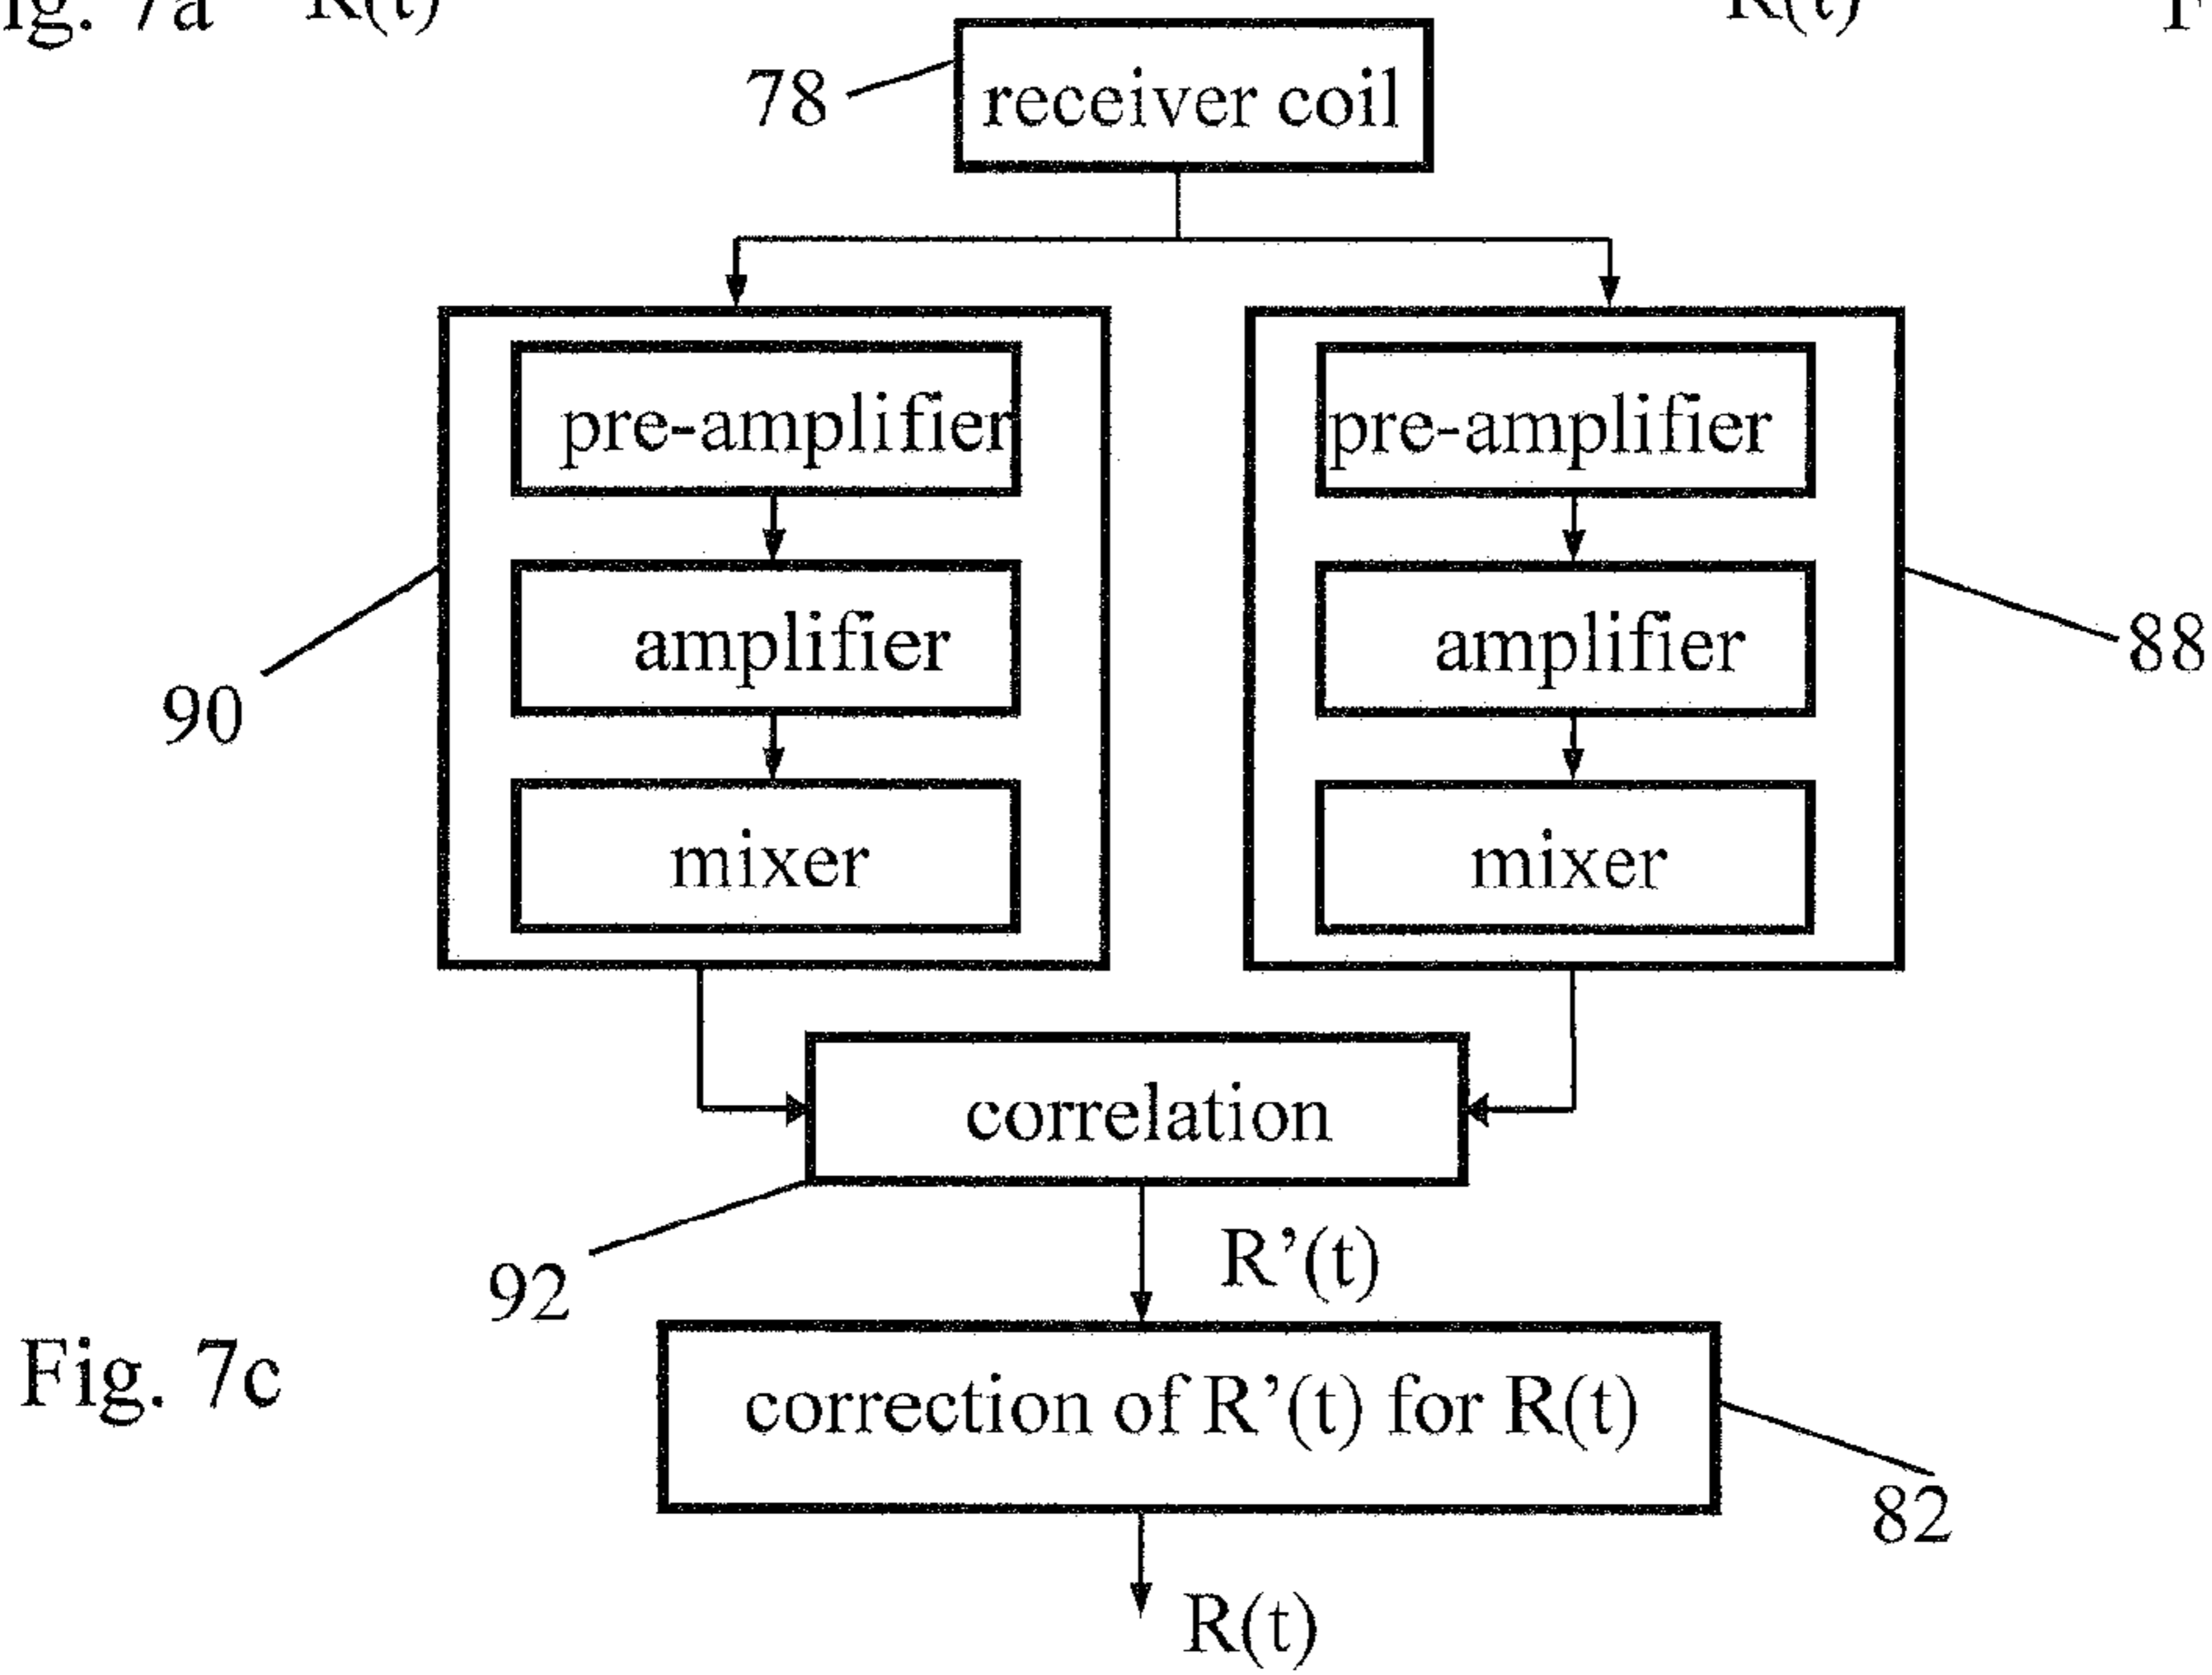 7a R(t) R(t)
78 receiver coil
pre-amplifier pre-amplifier
amplifier amplifier
90 88
mixer mixer
correlation
92 R’(t)
Fig. 7c
correction of R’(t) for R(t)
82
R(t)